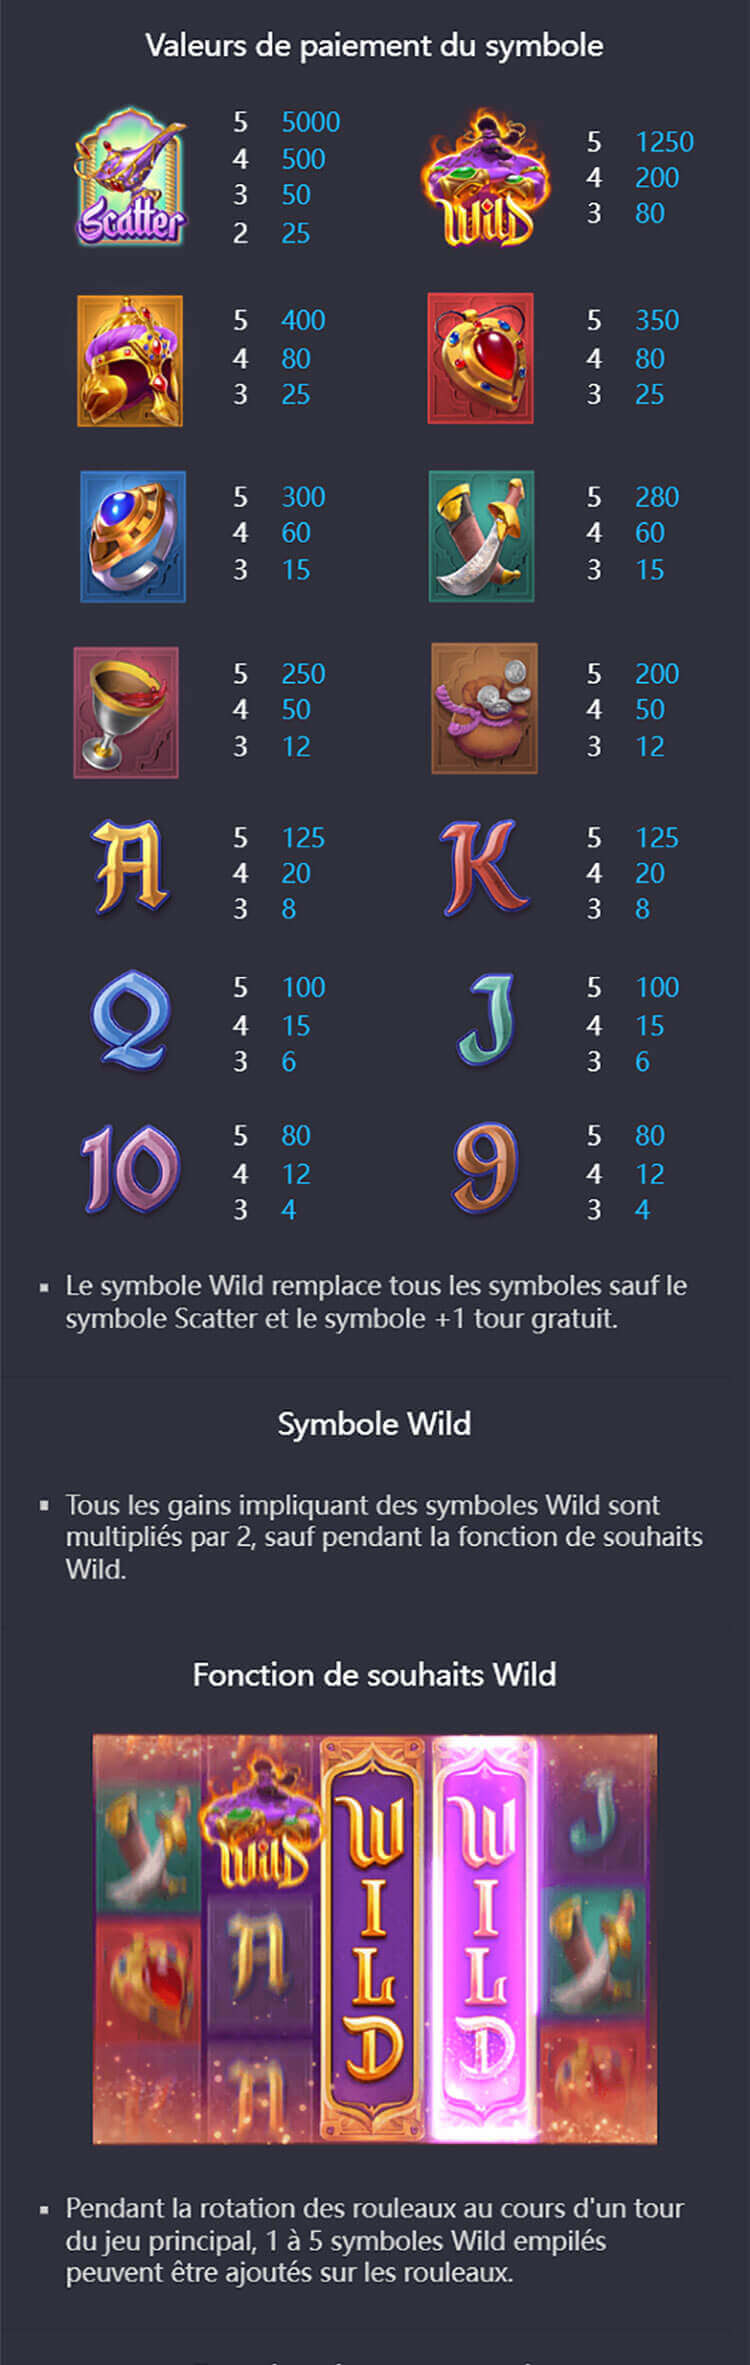 Valeurs de paiement du symbole
Scatter
5 5000
4 500
3 50
2 25
Wild
5 1250
4 200
3 80
5 400
4 80
3 25
5 350
4 80
3 25
5 300
4 60
3 15
5 280
4 60
3 15
5 250
4 50
3 12
5 200
4 50
3 12
A
5 125
4 20
3 8
K
5 125
4 20
3 8
Q
5 100
4 15
3 6
J
5 100
4 15
3 6
10
5 80
4 12
3 4
9
5 80
4 12
3 4
▪ Le symbole Wild remplace tous les symboles sauf le
symbole Scatter et le symbole +1 tour gratuit.
Symbole Wild
▪ Tous les gains impliquant des symboles Wild sont
multipliés par 2, sauf pendant la fonction de souhaits
Wild.
Fonction de souhaits Wild
Wild
WILD
WILD
J
A
A
▪ Pendant la rotation des rouleaux au cours d'un tour
du jeu principal, 1 à 5 symboles Wild empilés
peuvent être ajoutés sur les rouleaux.